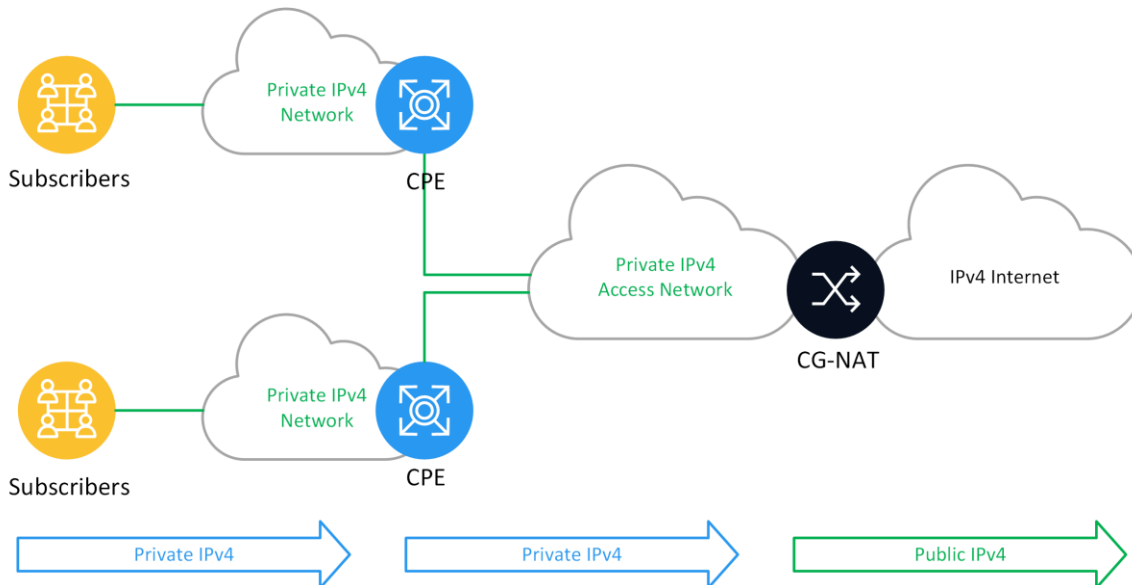 Private IPv4
Network
Subscribers
CPE
Private IPv4
Access Network
IPv4 Internet
CG-NAT
Private IPv4
Network
Subscribers
CPE
Private IPv4
Private IPv4
Public IPv4